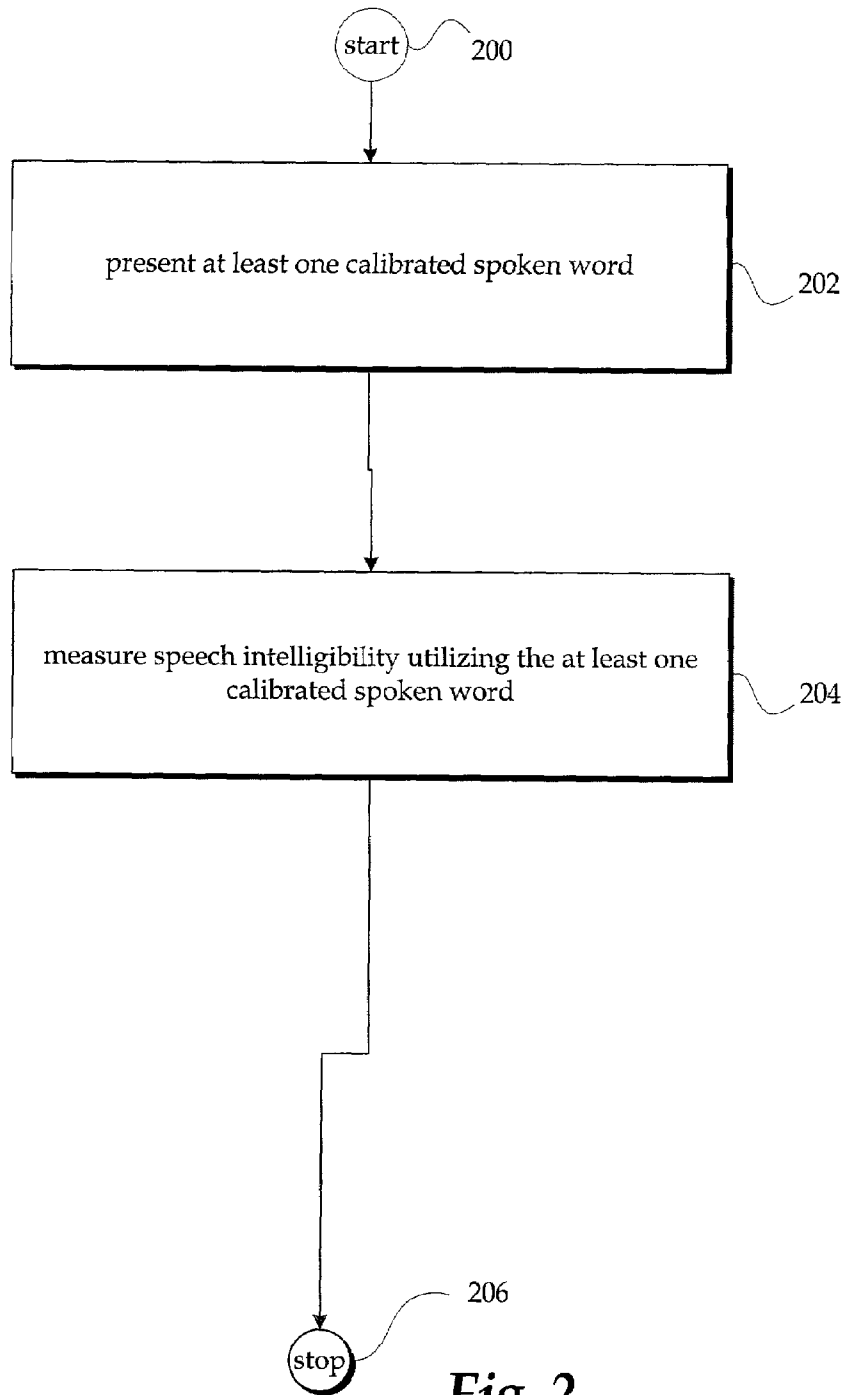 start
200
present at least one calibrated spoken word
202
measure speech intelligibility utilizing the at least one
calibrated spoken word
204
206
stop
Fig. 2